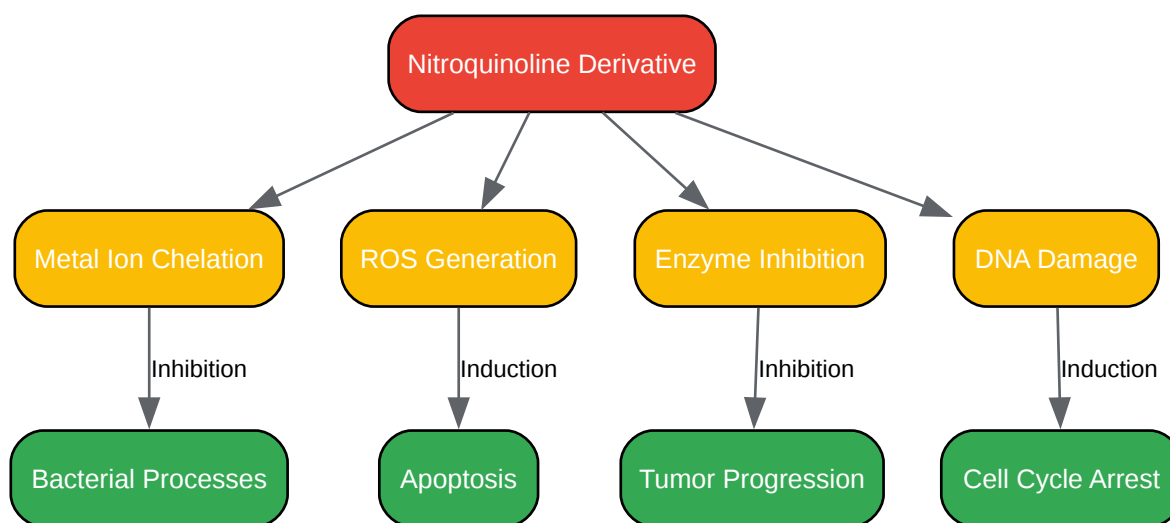 Nitroquinoline Derivative
Metal Ion Chelation
ROS Generation
Enzyme Inhibition
DNA Damage
Inhibition
Induction
Inhibition
Induction
Bacterial Processes
Apoptosis
Tumor Progression
Cell Cycle Arrest